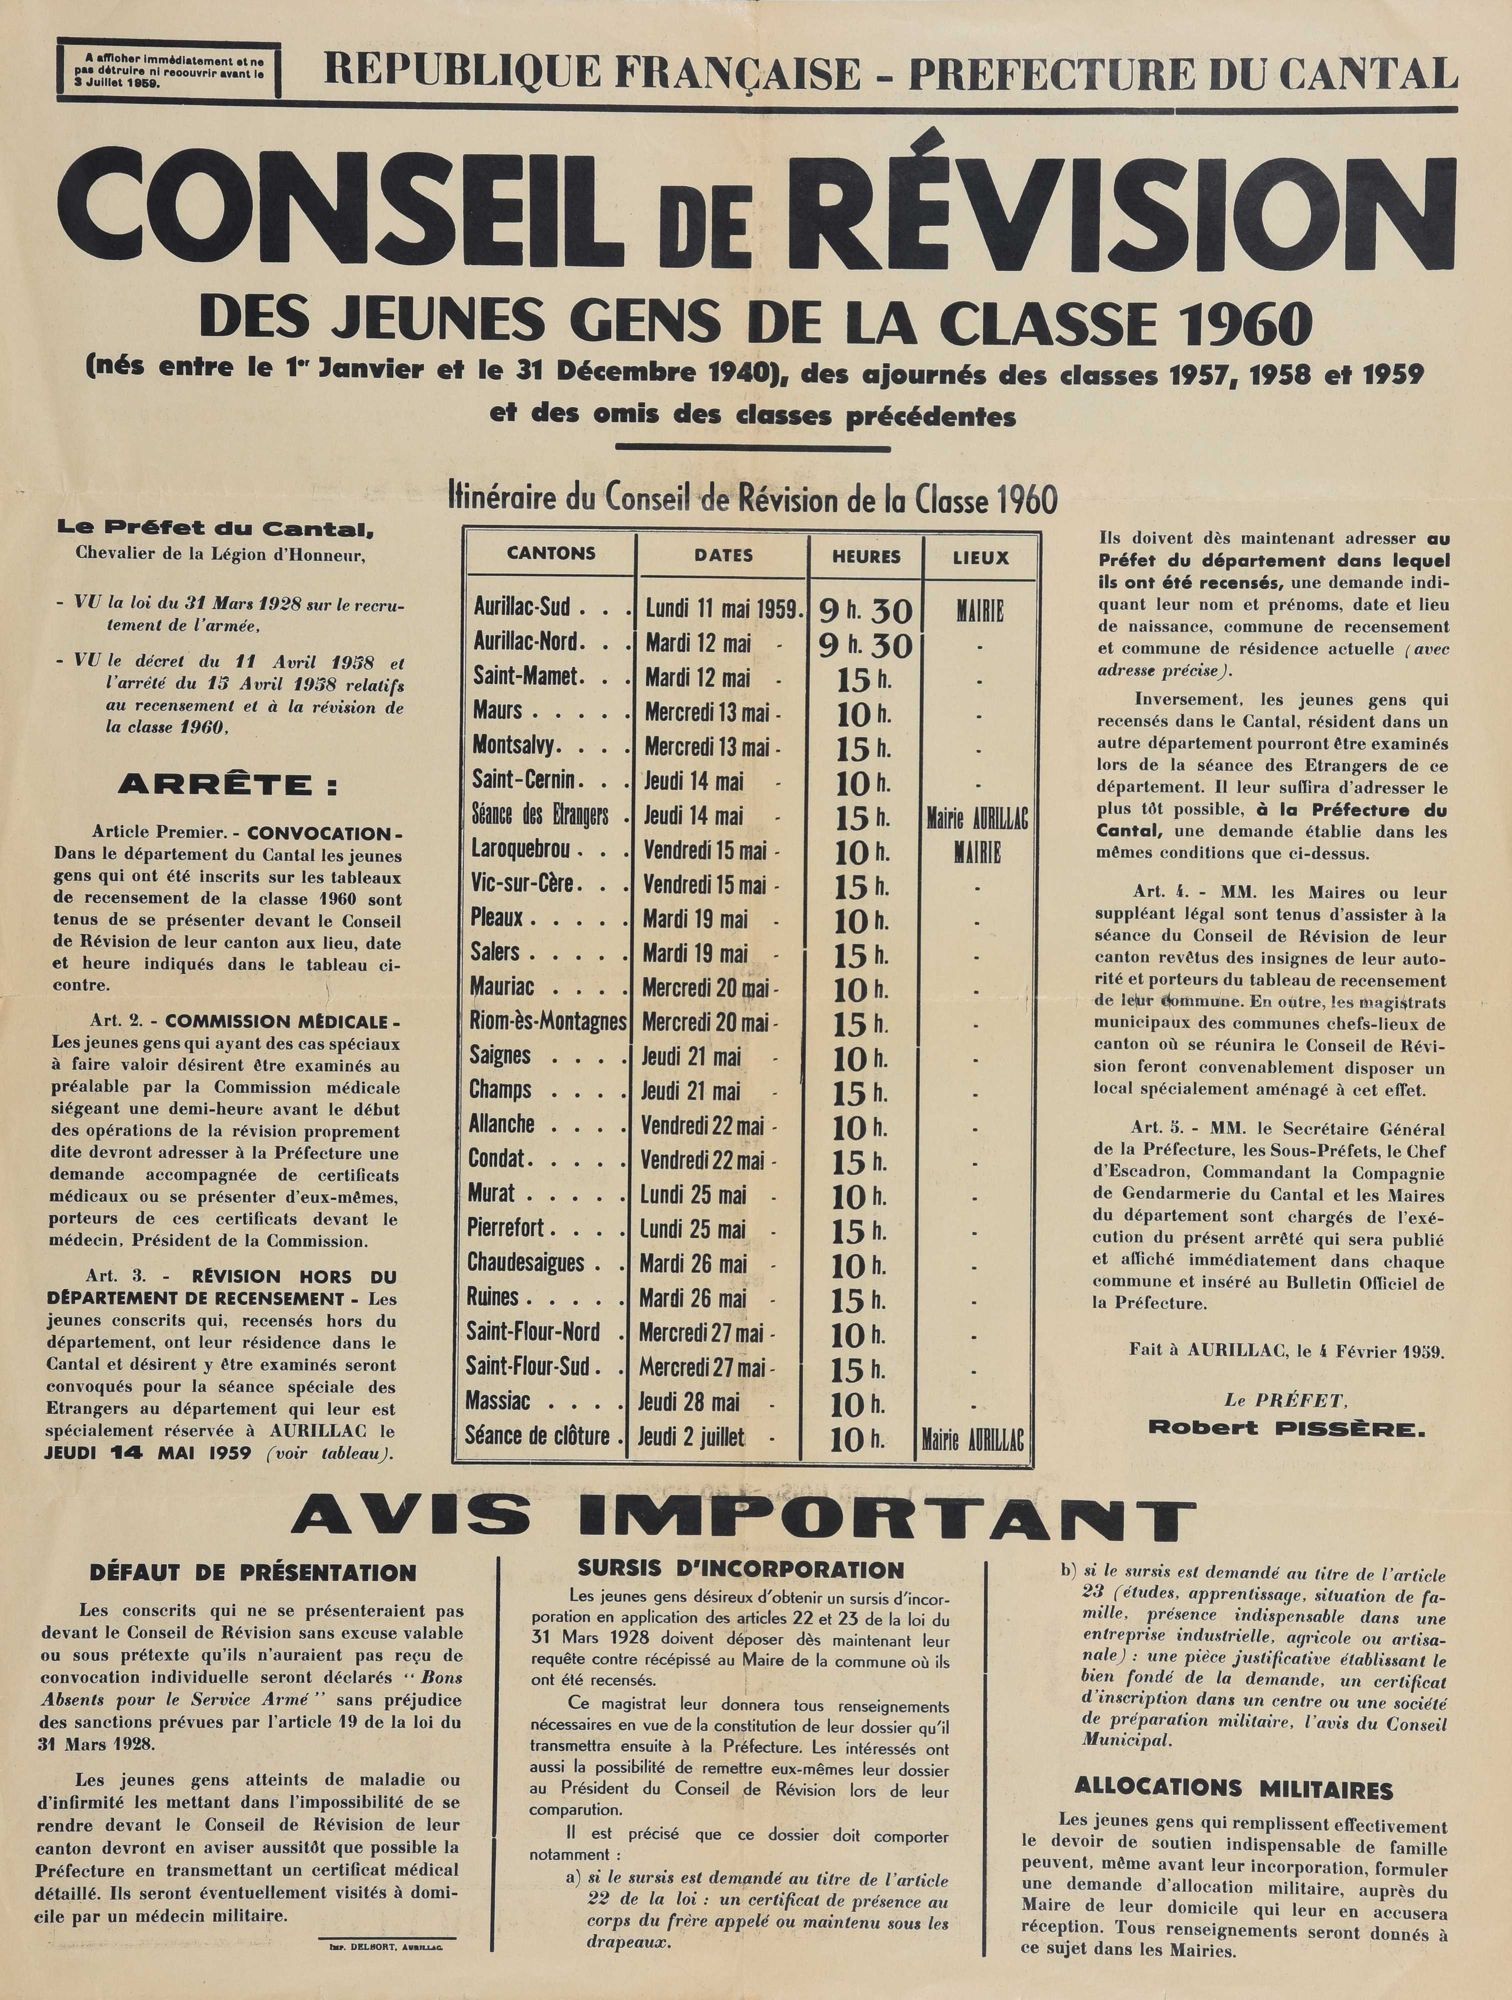 A afficher immédiatement et ne
pas détruire ni recouvrir avant le
3 Juillet 1959.
REPUBLIQUE FRANÇAISE - PREFECTURE DU CANTAL
CONSEIL DE RÉVISION
DES JEUNES GENS DE LA CLASSE 1960
(nés entre le 1er Janvier et le 31 Décembre 1940), des ajournés des classes 1957, 1958 et 1959
et des omis des classes précédentes
Le Préfet du Cantal,
Chevalier de la Légion d'Honneur,
- VU la loi du 31 Mars 1928 sur le recru-
tement de l'armée,
- VU le décret du 11 Avril 1958 et
l'arrêté du 15 Avril 1958 relatifs
au recensement et à la révision de
la classe 1960,
ARRÊTE :
Article Premier. - CONVOCATION -
Dans le département du Cantal les jeunes
gens qui ont été inscrits sur les tableaux
de recensement de la classe 1960 sont
tenus de se présenter devant le Conseil
de Révision de leur canton aux lieu, date
et heure indiqués dans le tableau ci-
contre.
Art. 2. - COMMISSION MÉDICALE -
Les jeunes gens qui ayant des cas spéciaux
à faire valoir désirent être examinés au
préalable par la Commission médicale
siégeant une demi-heure avant le début
des opérations de la révision proprement
dite devront adresser à la Préfecture une
demande accompagnée de certificats
médicaux ou se présenter d'eux-mêmes,
porteurs de ces certificats devant le
médecin, Président de la Commission.
Art. 3. - RÉVISION HORS DU
DÉPARTEMENT DE RECENSEMENT - Les
jeunes conscrits qui, recensés hors du
département, ont leur résidence dans le
Cantal et désirent y être examinés seront
convoqués pour la séance spéciale des
Etrangers au département qui leur est
spécialement réservée à AURILLAC le
JEUDI 14 MAI 1959 (voir tableau).
Itinéraire du Conseil de Révision de la Classe 1960
CANTONS DATES HEURES LIEUX
Aurillac-Sud . . . Lundi 11 mai 1959. 9 h. 30 MAIRIE
Aurillac-Nord. . . Mardi 12 mai - 9 h. 30 -
Saint-Mamet. . . Mardi 12 mai - 15 h. -
Maurs . . . . . Mercredi 13 mai - 10 h. -
Montsalvy. . . . Mercredi 13 mai - 15 h. -
Saint-Cernin. . . Jeudi 14 mai - 10 h. -
Séance des Etrangers . Jeudi 14 mai - 15 h. Mairie AURILLAC
Laroquebrou . . . Vendredi 15 mai - 10 h. MAIRIE
Vic-sur-Cère. . . Vendredi 15 mai - 15 h. -
Pleaux . . . . . Mardi 19 mai - 10 h. -
Salers . . . . . Mardi 19 mai - 15 h. -
Mauriac . . . . Mercredi 20 mai - 10 h. -
Riom-ès-Montagnes Mercredi 20 mai - 15 h. -
Saignes . . . . Jeudi 21 mai - 10 h. -
Champs . . . . Jeudi 21 mai - 15 h. -
Allanche . . . . Vendredi 22 mai - 10 h. -
Condat. . . . . Vendredi 22 mai - 15 h. -
Murat . . . . . Lundi 25 mai - 10 h. -
Pierrefort . . . . Lundi 25 mai - 15 h. -
Chaudesaigues . . Mardi 26 mai - 10 h. -
Ruines . . . . . Mardi 26 mai - 15 h. -
Saint-Flour-Nord . Mercredi 27 mai - 10 h. -
Saint-Flour-Sud . . Mercredi 27 mai - 15 h. -
Massiac . . . . Jeudi 28 mai - 10 h. -
Séance de clôture . Jeudi 2 juillet - 10 h. Mairie AURILLAC
Ils doivent dès maintenant adresser au
Préfet du département dans lequel
ils ont été recensés, une demande indi-
quant leur nom et prénoms, date et lieu
de naissance, commune de recensement
et commune de résidence actuelle (avec
adresse précise).
Inversement, les jeunes gens qui
recensés dans le Cantal, résident dans un
autre département pourront être examinés
lors de la séance des Etrangers de ce
département. Il leur suffira d'adresser le
plus tôt possible, à la Préfecture du
Cantal, une demande établie dans les
mêmes conditions que ci-dessus.
Art. 4. - MM. les Maires ou leur
suppléant légal sont tenus d'assister à la
séance du Conseil de Révision de leur
canton revêtus des insignes de leur auto-
rité et porteurs du tableau de recensement
de leur commune. En outre, les magistrats
municipaux des communes chefs-lieux de
canton où se réunira le Conseil de Révi-
sion feront convenablement disposer un
local spécialement aménagé à cet effet.
Art. 5. - MM. le Secrétaire Général
de la Préfecture, les Sous-Préfets, le Chef
d'Escadron, Commandant la Compagnie
de Gendarmerie du Cantal et les Maires
du département sont chargés de l'exé-
cution du présent arrêté qui sera publié
et affiché immédiatement dans chaque
commune et inséré au Bulletin Officiel de
la Préfecture.
Fait à AURILLAC, le 4 Février 1959.
Le PRÉFET,
Robert PISSÈRE.
AVIS IMPORTANT
DÉFAUT DE PRÉSENTATION
Les conscrits qui ne se présenteraient pas
devant le Conseil de Révision sans excuse valable
ou sous prétexte qu'ils n'auraient pas reçu de
convocation individuelle seront déclarés "Bons
Absents pour le Service Armé" sans préjudice
des sanctions prévues par l'article 19 de la loi du
31 Mars 1928.
Les jeunes gens atteints de maladie ou
d'infirmité les mettant dans l'impossibilité de se
rendre devant le Conseil de Révision de leur
canton devront en aviser aussitôt que possible la
Préfecture en transmettant un certificat médical
détaillé. Ils seront éventuellement visités à domi-
cile par un médecin militaire.
Imp. DELBORT, AURILLAC
SURSIS D'INCORPORATION
Les jeunes gens désireux d'obtenir un sursis d'incor-
poration en application des articles 22 et 23 de la loi du
31 Mars 1928 doivent déposer dès maintenant leur
requête contre récépissé au Maire de la commune où ils
ont été recensés.
Ce magistrat leur donnera tous renseignements
nécessaires en vue de la constitution de leur dossier qu'il
transmettra ensuite à la Préfecture. Les intéressés ont
aussi la possibilité de remettre eux-mêmes leur dossier
au Président du Conseil de Révision lors de leur
comparution.
Il est précisé que ce dossier doit comporter
notamment :
a) si le sursis est demandé au titre de l'article
22 de la loi : un certificat de présence au
corps du frère appelé ou maintenu sous les
drapeaux.
b) si le sursis est demandé au titre de l'article
23 (études, apprentissage, situation de fa-
mille, présence indispensable dans une
entreprise industrielle, agricole ou artisa-
nale) : une pièce justificative établissant le
bien fondé de la demande, un certificat
d'inscription dans un centre ou une société
de préparation militaire, l'avis du Conseil
Municipal.
ALLOCATIONS MILITAIRES
Les jeunes gens qui remplissent effectivement
le devoir de soutien indispensable de famille
peuvent, même avant leur incorporation, formuler
une demande d'allocation militaire, auprès du
Maire de leur domicile qui leur en accusera
réception. Tous renseignements seront donnés à
ce sujet dans les Mairies.